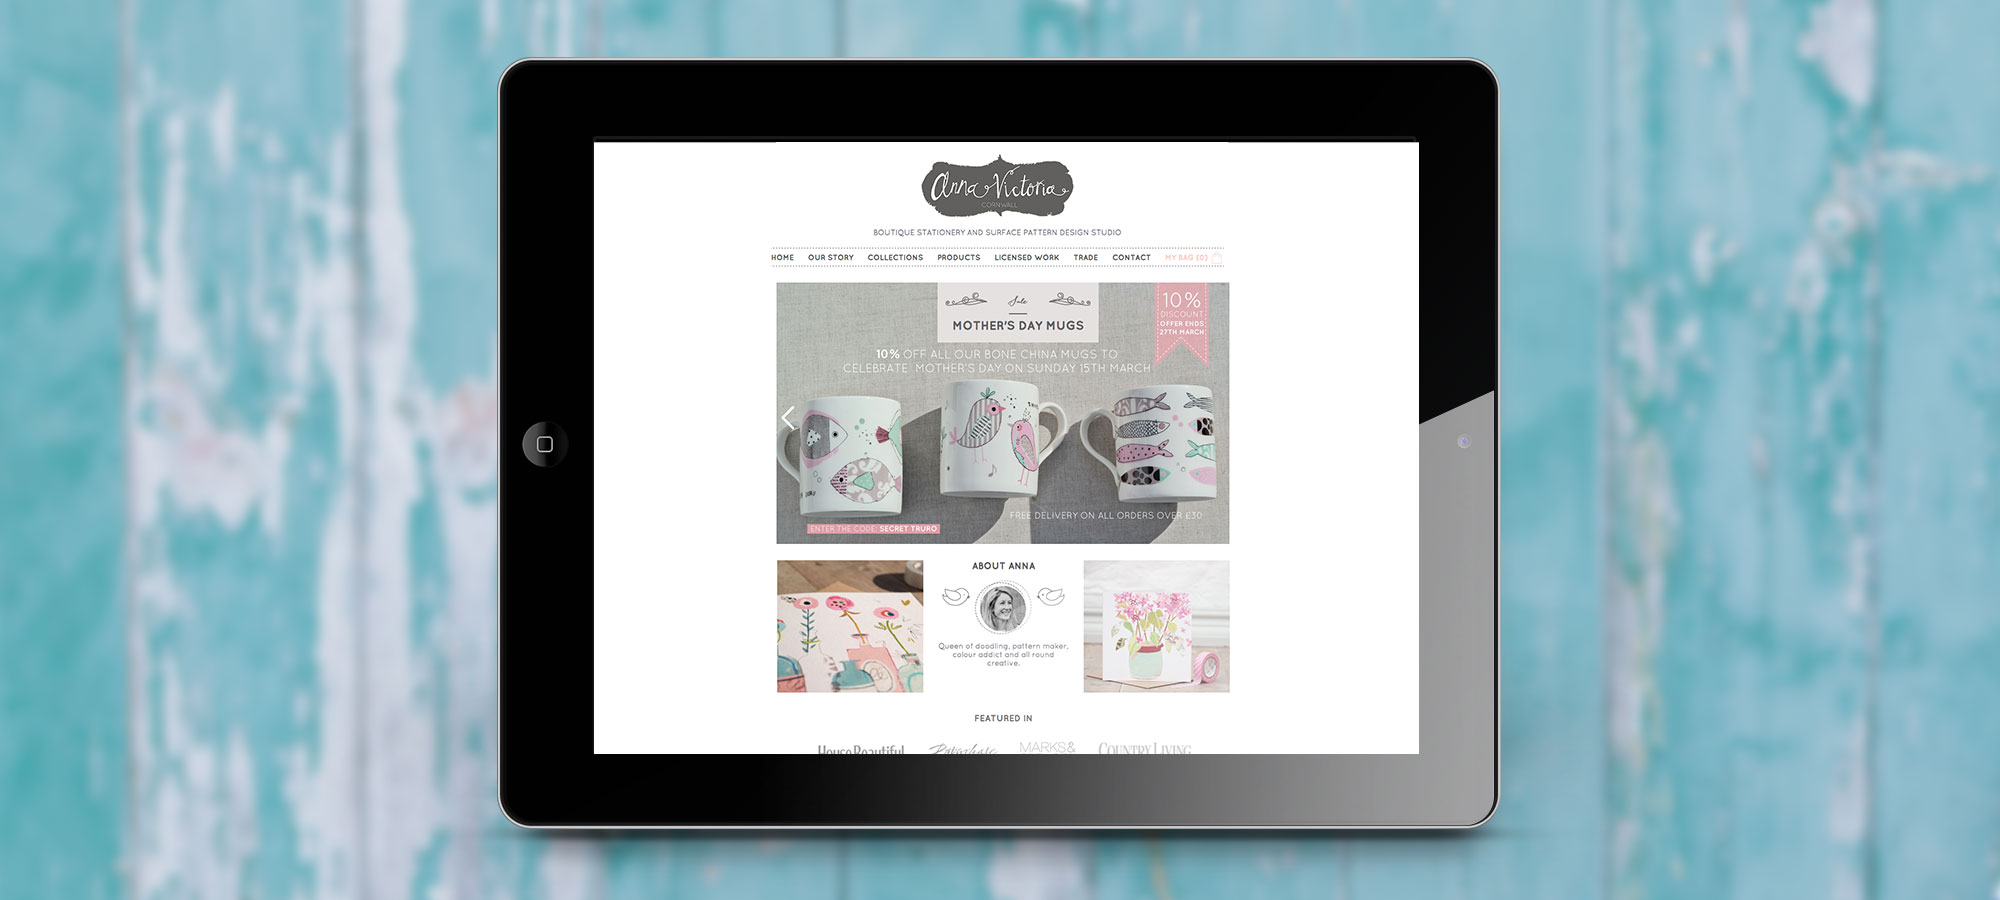 Anna Victoria
CORNWALL
BOUTIQUE STATIONERY AND SURFACE PATTERN DESIGN STUDIO
HOME OUR STORY COLLECTIONS PRODUCTS LICENSED WORK TRADE CONTACT MY BAG (0)
Sale
MOTHER'S DAY MUGS
10%
DISCOUNT
OFFER ENDS
27TH MARCH
10% OFF ALL OUR BONE CHINA MUGS TO
CELEBRATE MOTHER'S DAY ON SUNDAY 15TH MARCH
FREE DELIVERY ON ALL ORDERS OVER £30
ENTER THE CODE: SECRET TRURO
ABOUT ANNA
Queen of doodling, pattern maker,
colour addict and all round
creative.
FEATURED IN
House Beautiful MARKS& COUNTRY LIVING